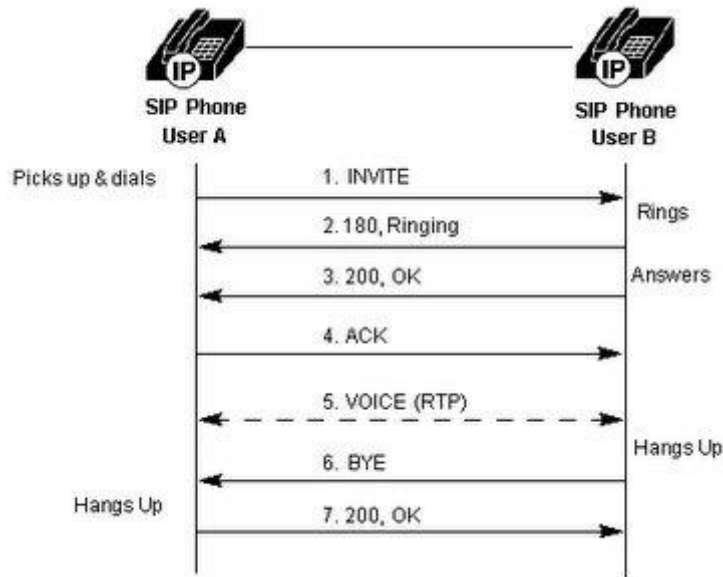 IP
IP
SIP Phone
User A
SIP Phone
User B
Picks up & dials
1. INVITE
Rings
2. 180, Ringing
3. 200, OK
Answers
4. ACK
5. VOICE (RTP)
Hangs Up
6. BYE
Hangs Up
7. 200, OK